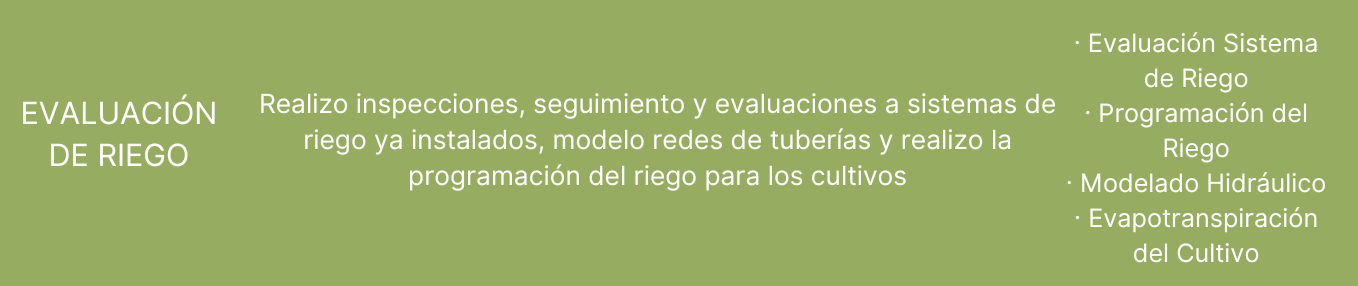 EVALUACIÓN
DE RIEGO
Realizo inspecciones, seguimiento y evaluaciones a sistemas de
riego ya instalados, modelo redes de tuberías y realizo la
programación del riego para los cultivos
· Evaluación Sistema
de Riego
· Programación del
Riego
· Modelado Hidráulico
· Evapotranspiración
del Cultivo